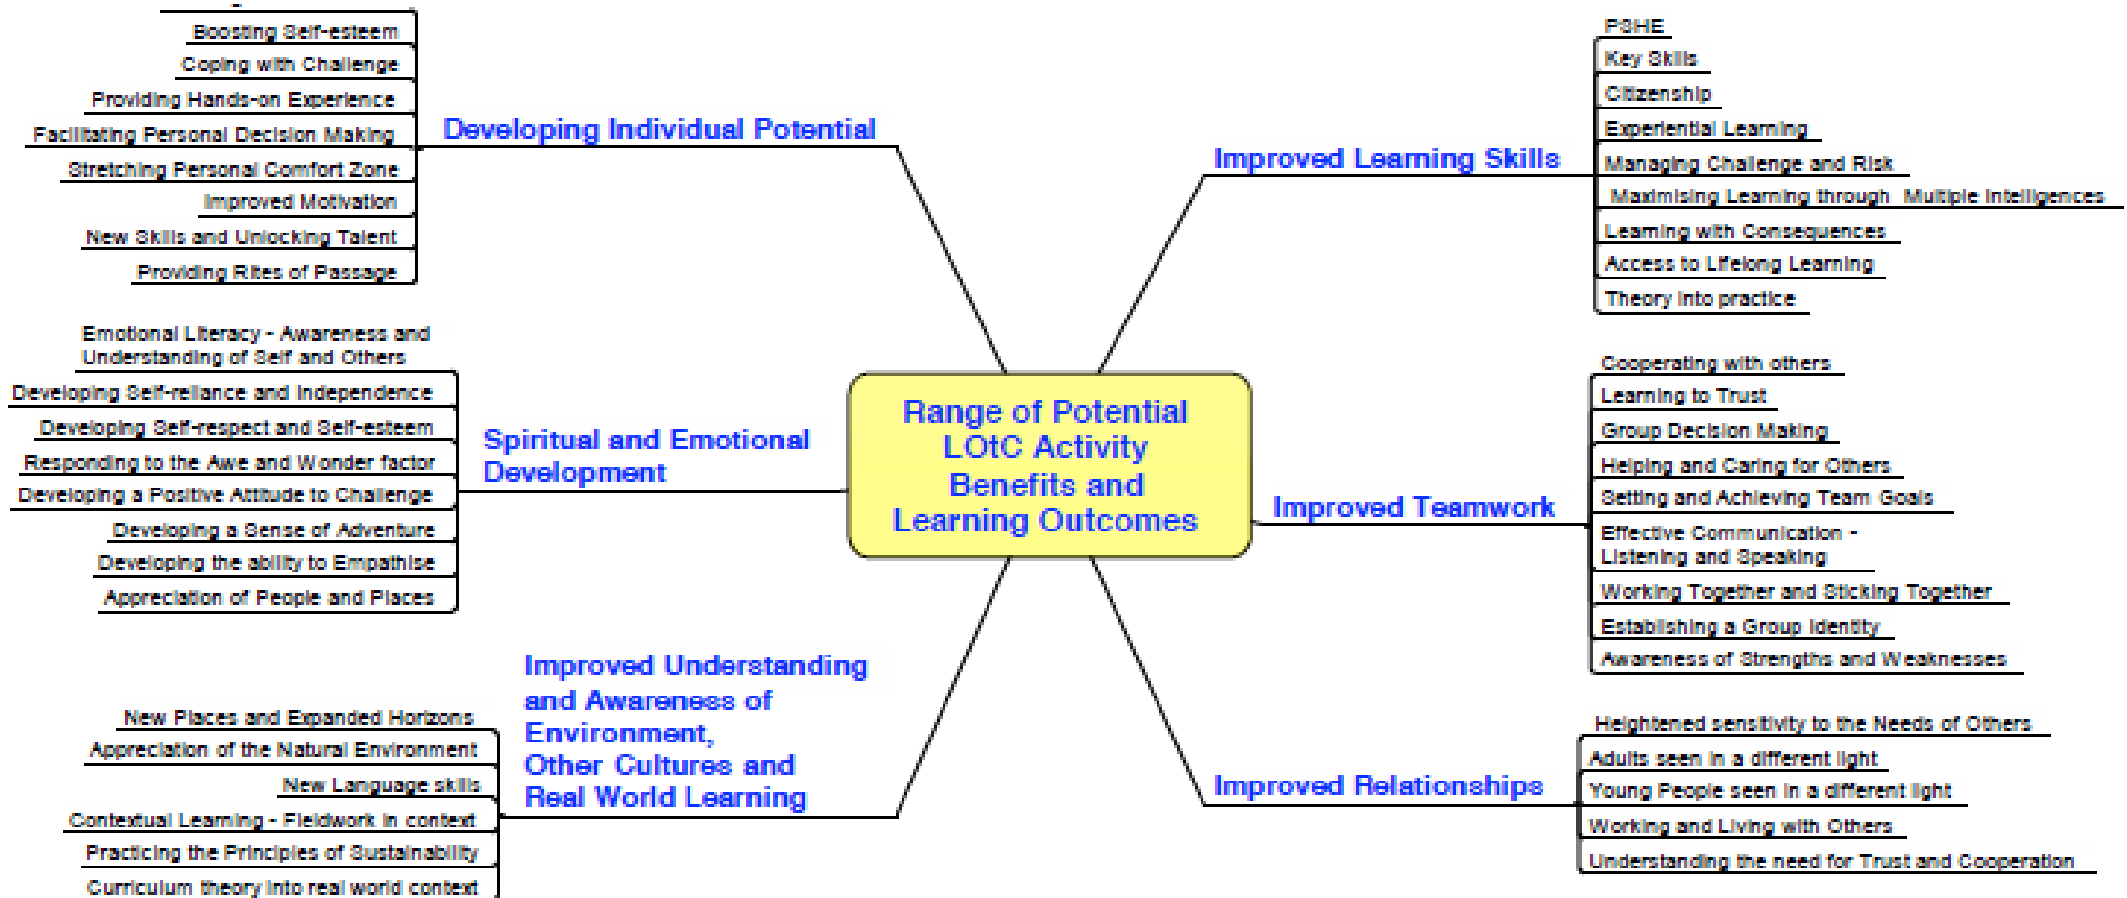 Boosting Self-esteem
Coping with Challenge
Providing Hands-on Experience
Facilitating Personal Decision Making
Stretching Personal Comfort Zone
Improved Motivation
New Skills and Unlocking Talent
Providing Rites of Passage
Developing Individual Potential
Emotional Literacy - Awareness and
Understanding of Self and Others
Developing Self-reliance and Independence
Developing Self-respect and Self-esteem
Responding to the Awe and Wonder factor
Developing a Positive Attitude to Challenge
Developing a Sense of Adventure
Developing the ability to Empathise
Appreciation of People and Places
Spiritual and Emotional
Development
New Places and Expanded Horizons
Appreciation of the Natural Environment
New Language skills
Contextual Learning - Fieldwork in context
Practicing the Principles of Sustainability
Curriculum theory into real world context
Improved Understanding
and Awareness of
Environment,
Other Cultures and
Real World Learning
Range of Potential
LOtC Activity
Benefits and
Learning Outcomes
Improved Learning Skills
PSHE
Key Skills
Citizenship
Experiential Learning
Managing Challenge and Risk
Maximising Learning through Multiple Intelligences
Learning with Consequences
Access to Lifelong Learning
Theory into practice
Improved Teamwork
Cooperating with others
Learning to Trust
Group Decision Making
Helping and Caring for Others
Setting and Achieving Team Goals
Effective Communication -
Listening and Speaking
Working Together and Sticking Together
Establishing a Group Identity
Awareness of Strengths and Weaknesses
Improved Relationships
Heightened sensitivity to the Needs of Others
Adults seen in a different light
Young People seen in a different light
Working and Living with Others
Understanding the need for Trust and Cooperation